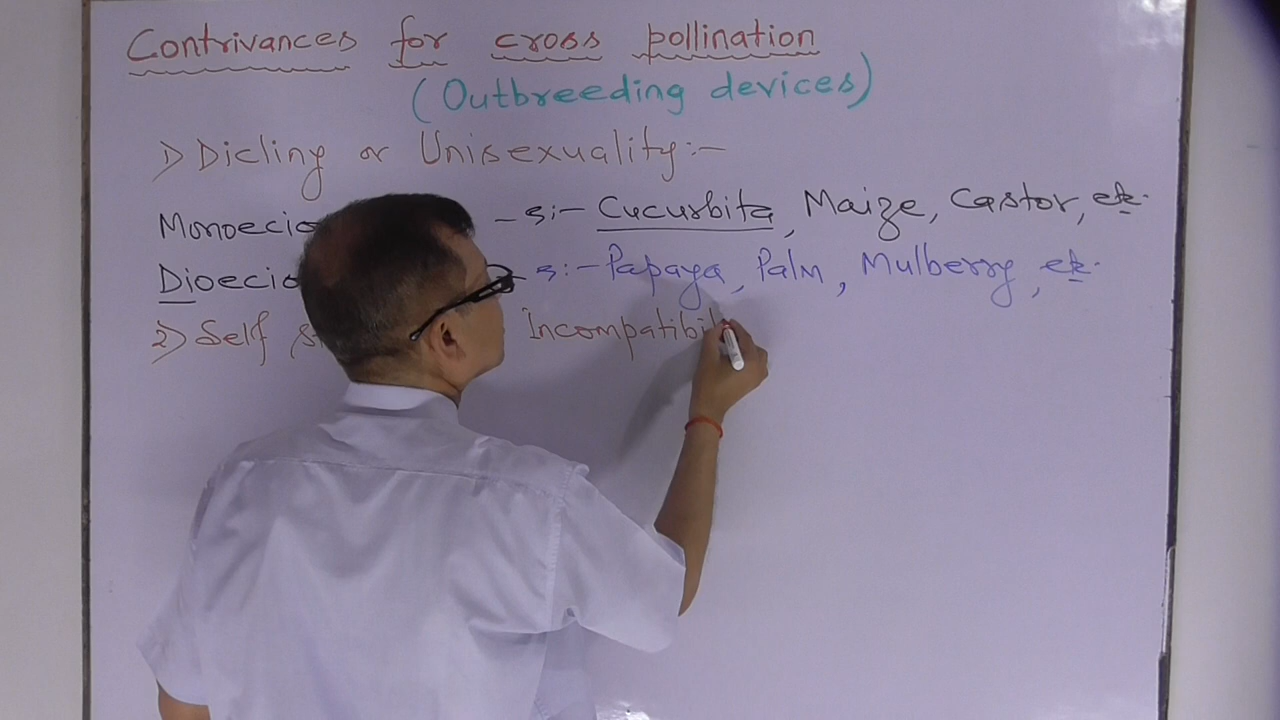 Contrivances for cross pollination
(Outbreeding devices)
1) Dicliny or Unisexuality:-
Monoecio - s:- Cucurbita, Maize, Castor, etc.
Dioecio s:- Papaya, Palm, Mulberry, etc.
2) Self Incompatibil